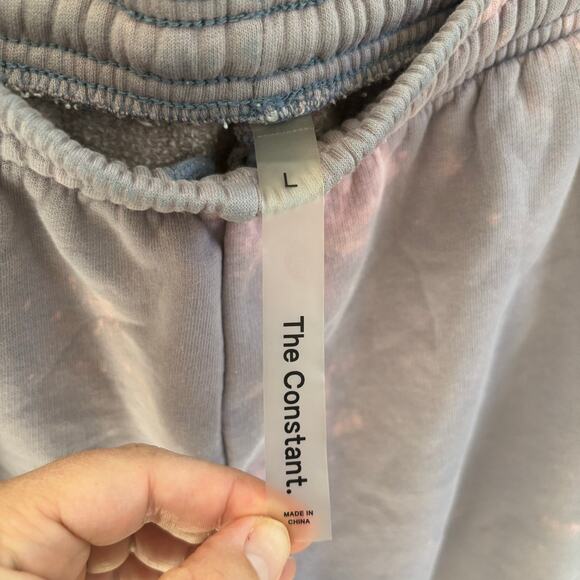 L
The Constant.
MADE IN
CHINA